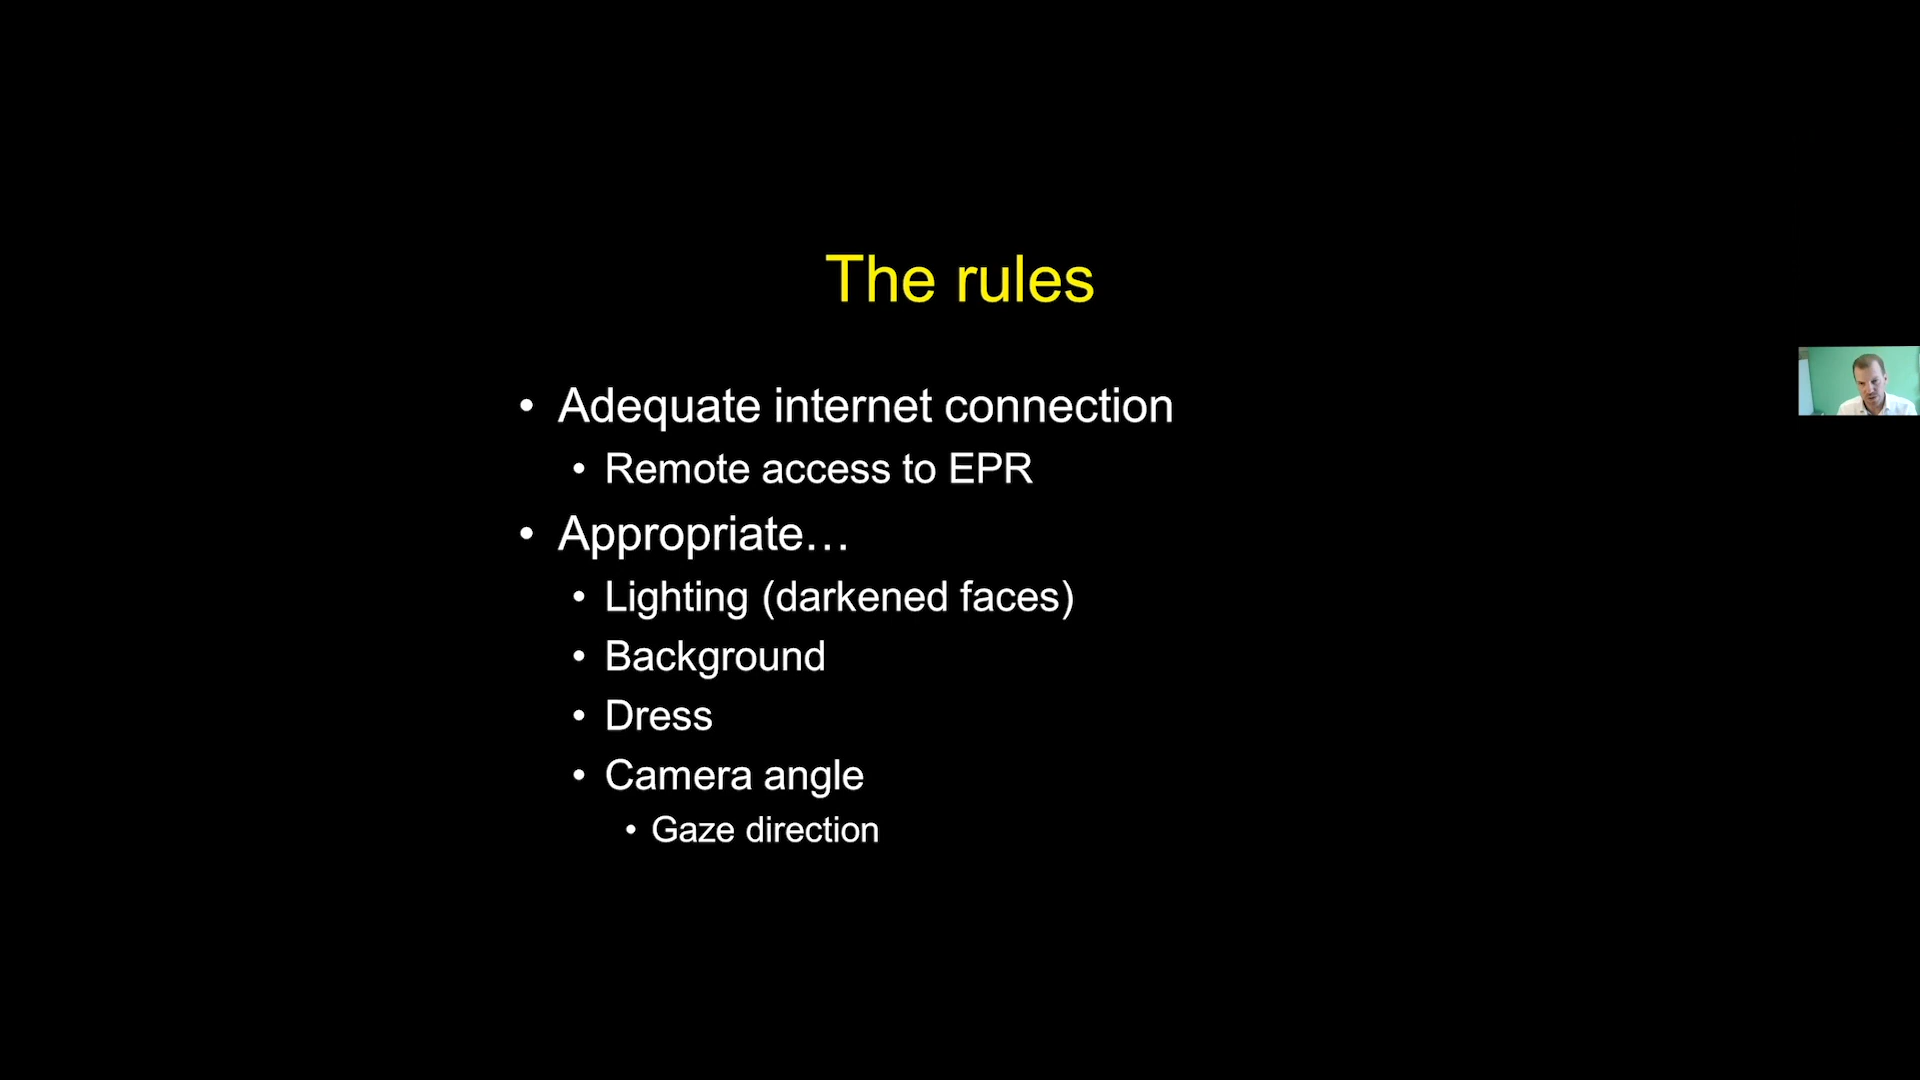 The rules
• Adequate internet connection
• Remote access to EPR
• Appropriate…
• Lighting (darkened faces)
• Background
• Dress
• Camera angle
• Gaze direction